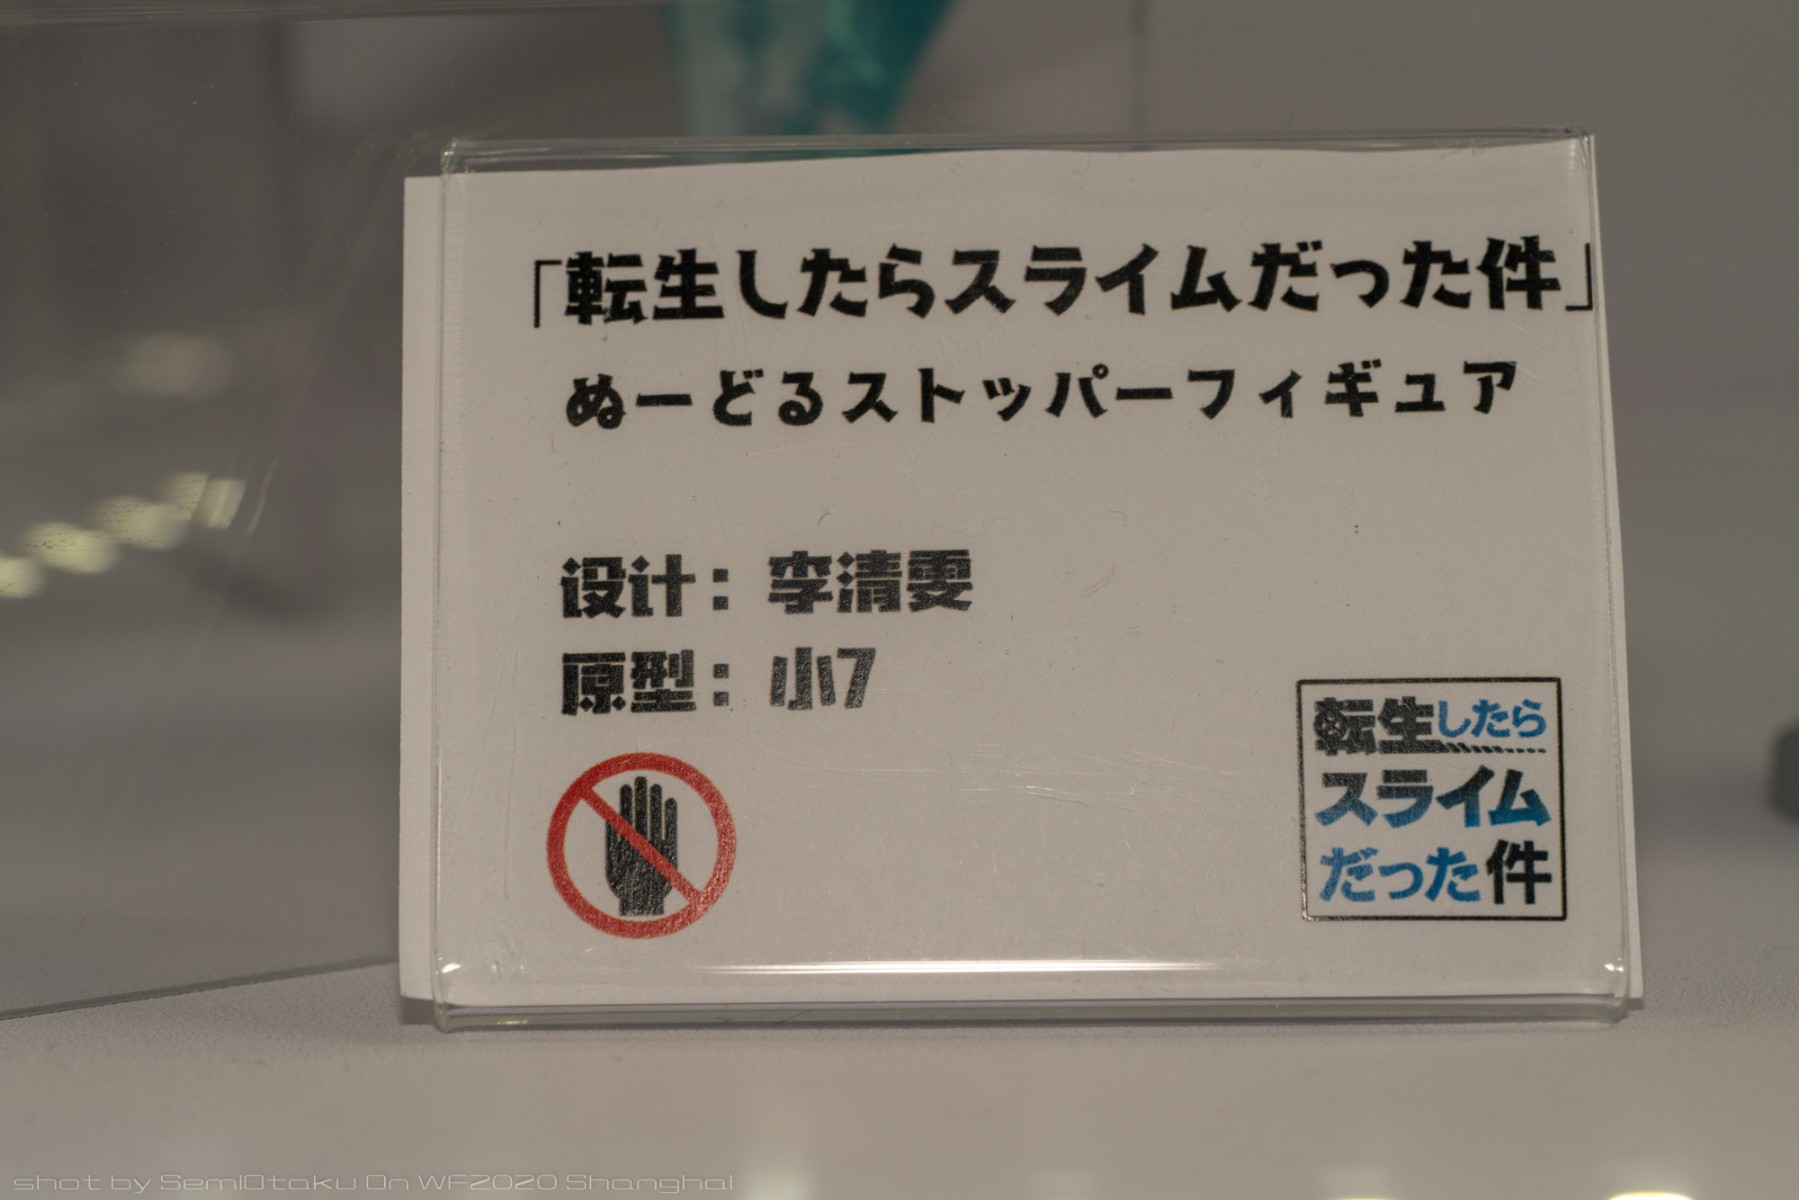 「転生したらスライムだった件」
ぬーどるストッパーフィギュア
设计：李清雯
原型：小7
転生したら
スライム
だった件
shot by SemiOtaku On WF2020 Shanghai